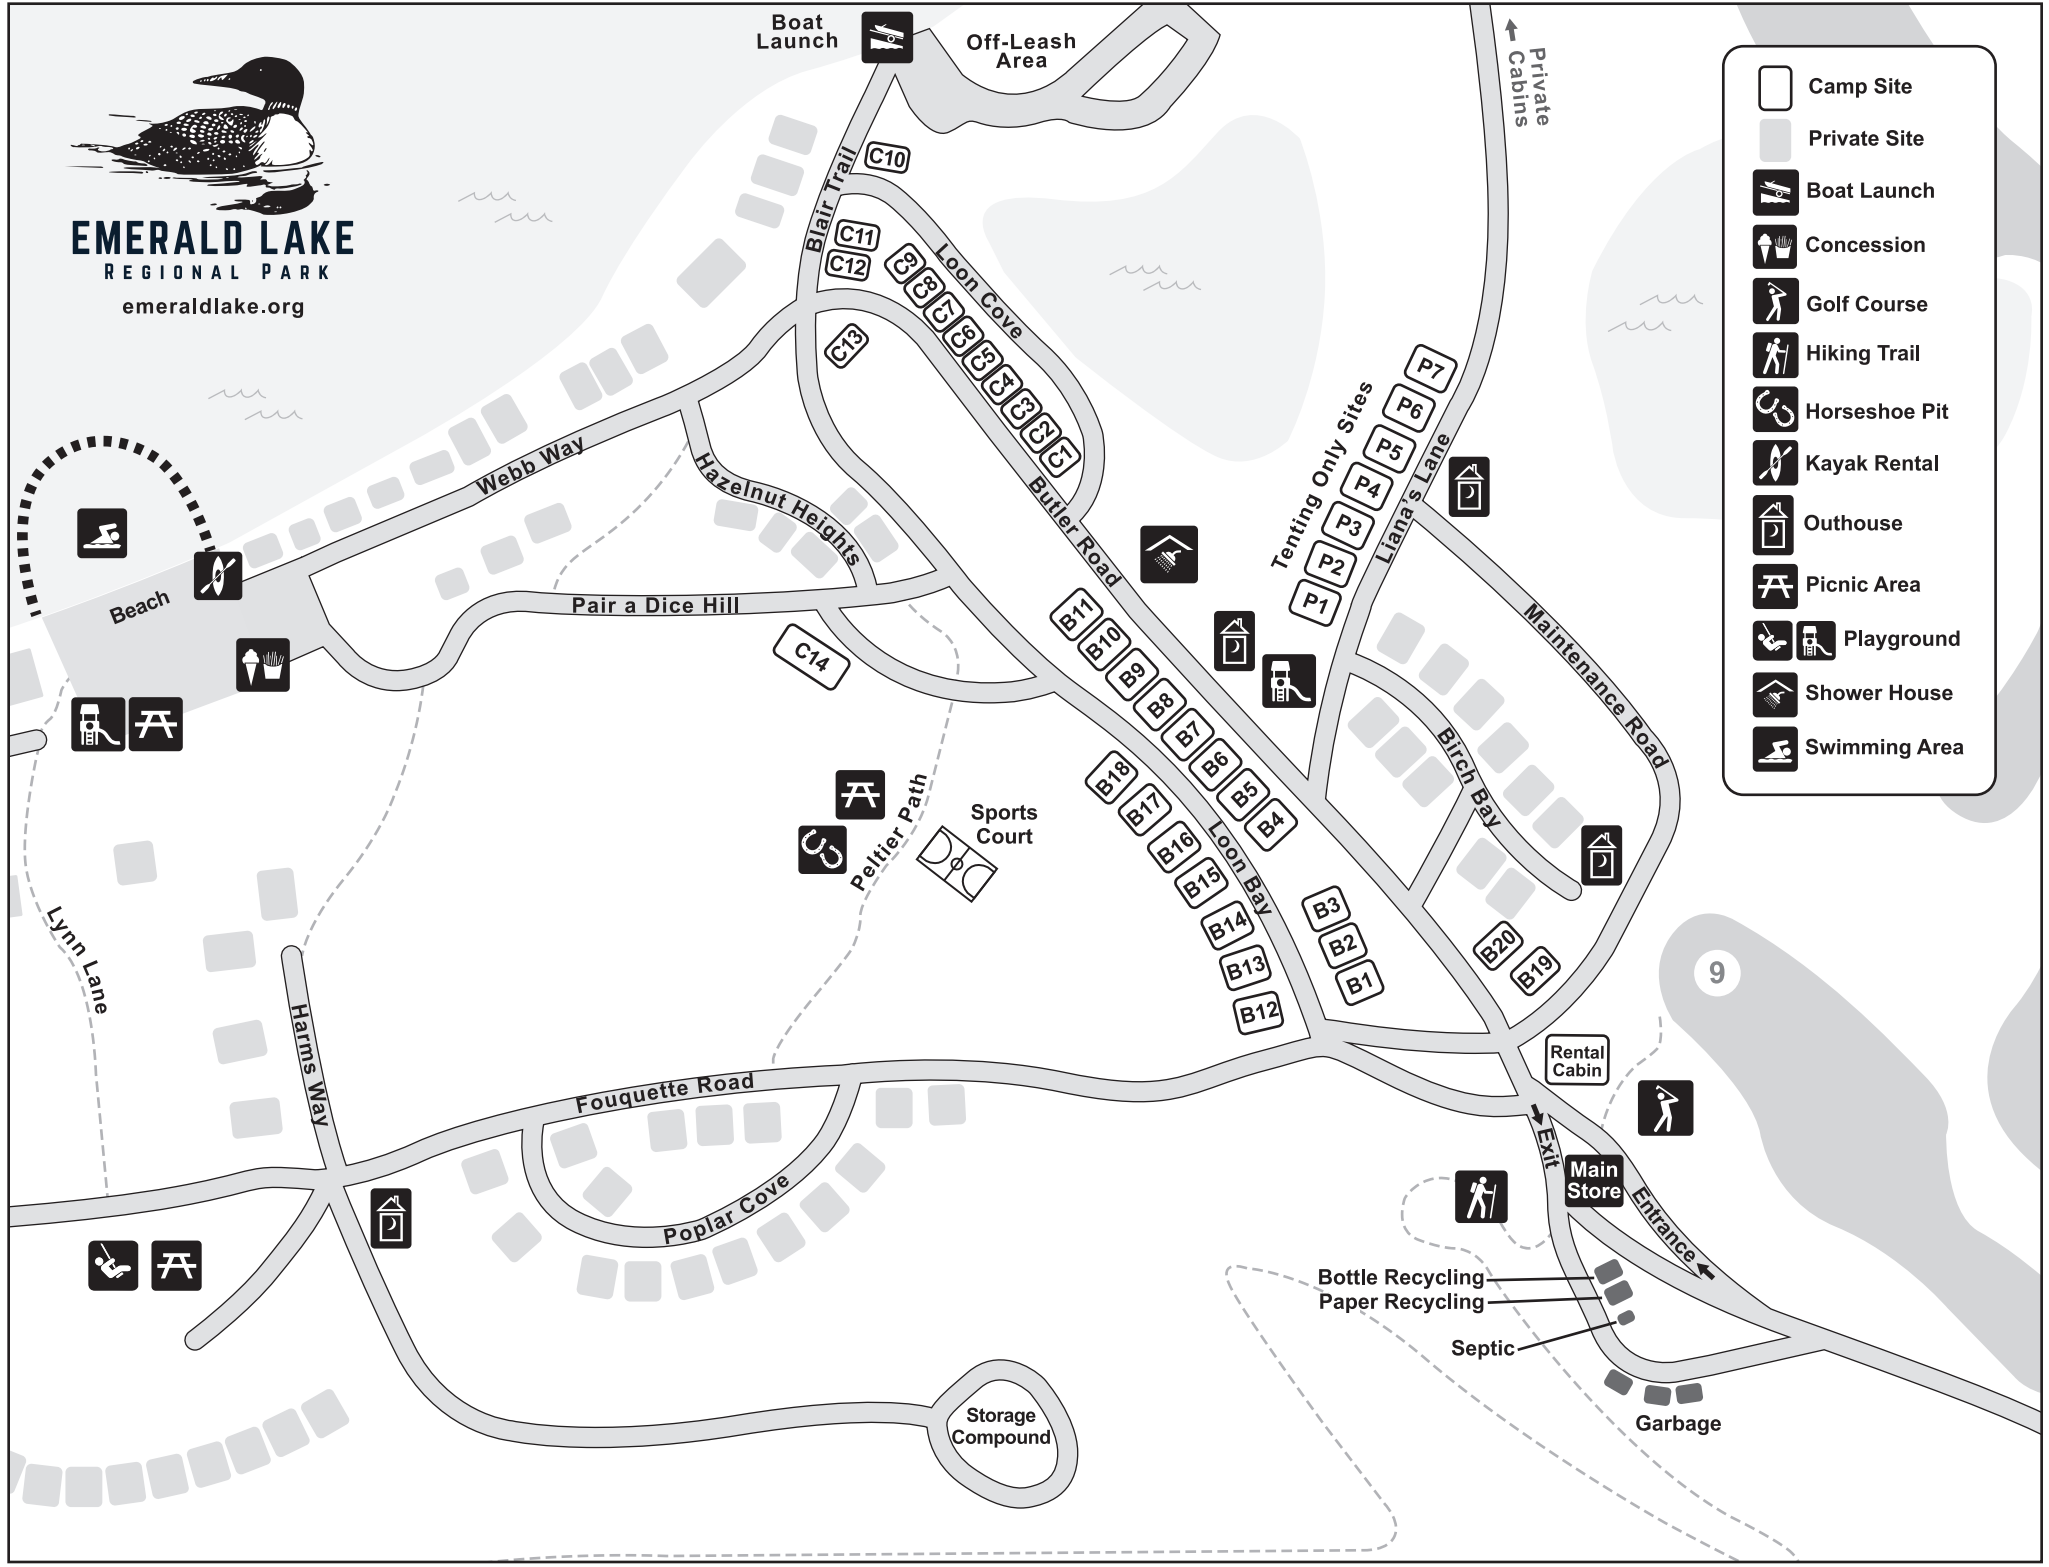 Boat
Launch
Off-Leash
Area
Private
Cabins
EMERALD LAKE
REGIONAL PARK
emeraldlake.org
Camp Site
Private Site
Boat Launch
Concession
Golf Course
Hiking Trail
Horseshoe Pit
Kayak Rental
Outhouse
Picnic Area
Playground
Shower House
Swimming Area
Blair Trail
C10
C11
C12
C13
Loon Cove
C9
C8
C7
C6
C5
C4
C3
C2
C1
Butler Road
Tenting Only Sites
P7
P6
P5
P4
P3
P2
P1
Liana's Lane
Maintenance Road
Birch Bay
Webb Way
Hazelnut Heights
Pair a Dice Hill
Beach
C14
B11
B10
B9
B8
B7
B6
B5
B4
B3
B2
B1
B18
B17
B16
B15
B14
B13
B12
Loon Bay
B20
B19
Peltier Path
Sports
Court
Lynn Lane
Harms Way
Fouquette Road
Poplar Cove
9
Rental
Cabin
Exit
Main
Store
Entrance
Bottle Recycling
Paper Recycling
Septic
Garbage
Storage
Compound